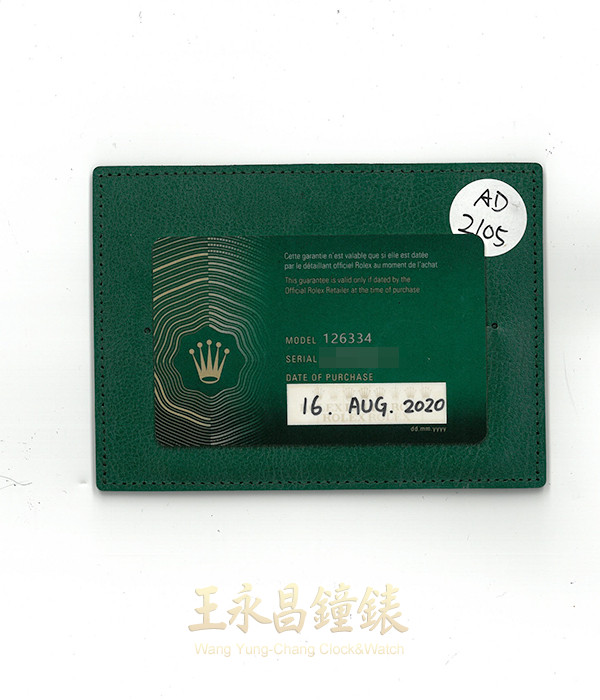 AD
2105
Cette garantie n'est valable que si elle est datée
par le détaillant officiel Rolex au moment de l'achat
This guarantee is valid only if dated by the
Official Rolex Retailer at the time of purchase
MODEL 126334
SERIAL
DATE OF PURCHASE
16. AUG. 2020
dd.mm.yyyy
王永昌鐘錶
Wang Yung-Chang Clock&Watch